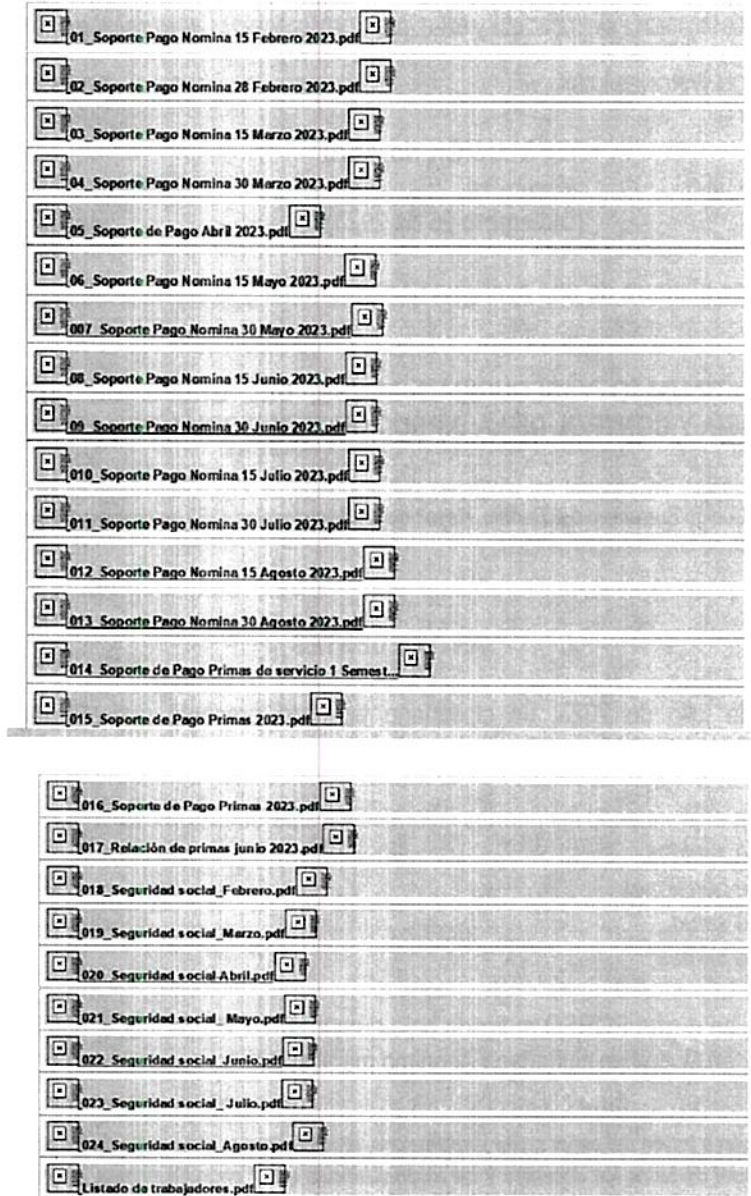 01_Soporte Pago Nomina 15 Febrero 2023.pdf
02_Soporte Pago Nomina 28 Febrero 2023.pdf
03_Soporte Pago Nomina 15 Marzo 2023.pdf
04_Soporte Pago Nomina 30 Marzo 2023.pdf
05_Soporte de Pago Abril 2023.pdf
06_Soporte Pago Nomina 15 Mayo 2023.pdf
007_Soporte Pago Nomina 30 Mayo 2023.pdf
08_Soporte Pago Nomina 15 Junio 2023.pdf
09_Soporte Pago Nomina 30 Junio 2023.pdf
010_Soporte Pago Nomina 15 Julio 2023.pdf
011_Soporte Pago Nomina 30 Julio 2023.pdf
012_Soporte Pago Nomina 15 Agosto 2023.pdf
013_Soporte Pago Nomina 30 Agosto 2023.pdf
014_Soporte de Pago Primas de servicio 1 Semest...
015_Soporte de Pago Primas 2023.pdf
016_Soporte de Pago Primas 2023.pdf
017_Relación de primas junio 2023.pdf
018_Seguridad social_Febrero.pdf
019_Seguridad social_Marzo.pdf
020_Seguridad social Abril.pdf
021_Seguridad social_ Mayo.pdf
022_Seguridad social_Junio.pdf
023_Seguridad social_ Julio.pdf
024_Seguridad social_Agosto.pdf
Listado de trabajadores.pdf